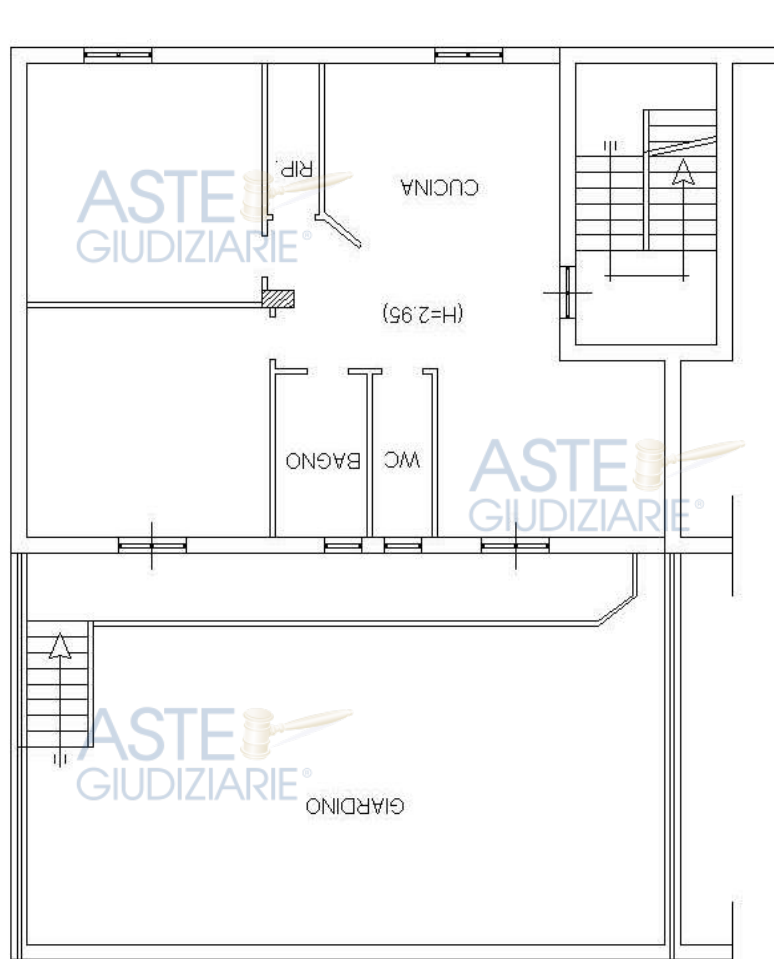 RIP.
CUCINA
ASTE
GIUDIZIARIE®
(H=2.95)
BAGNO
WC
ASTE
GIUDIZIARIE®
ASTE
GIUDIZIARIE®
GIARDINO